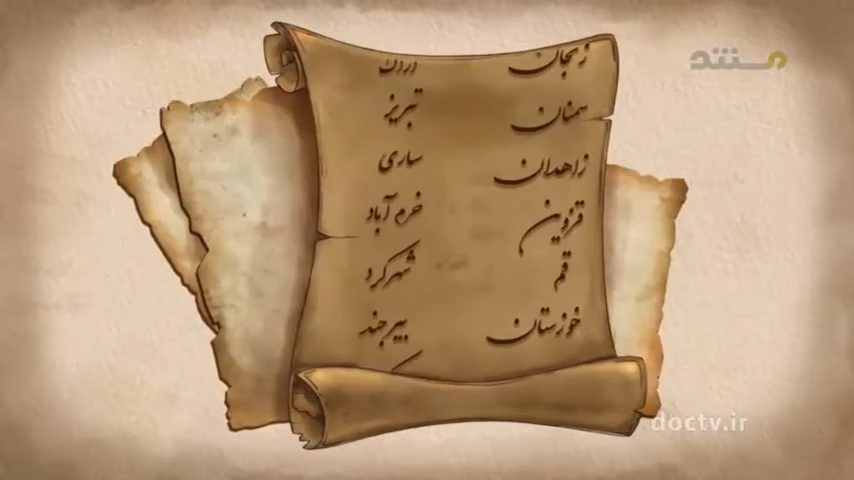 مستند
زنجان اراک
سمنان تبریز
زاهدان ساری
قزوین خرم آباد
قم شهرکرد
خوزستان بیرجند
doctv.ir